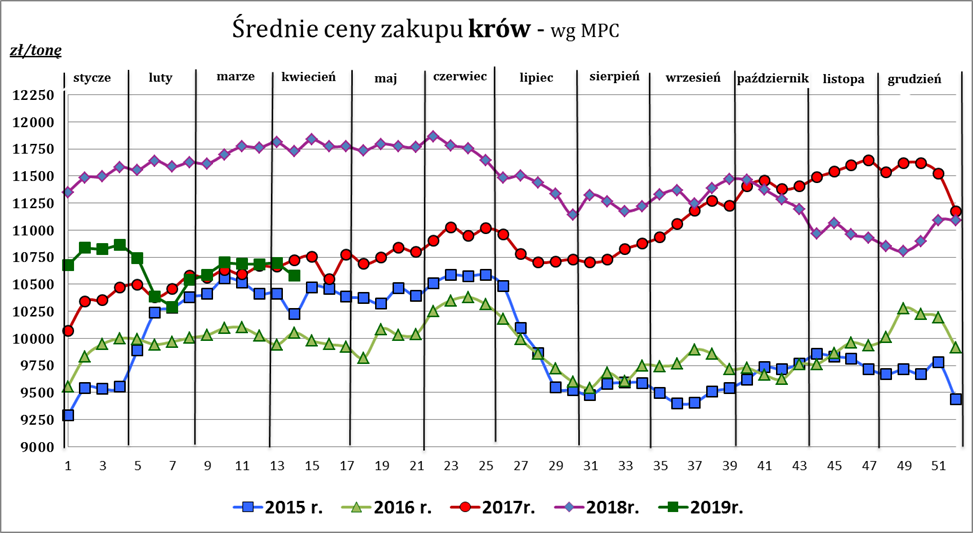 Średnie ceny zakupu krów - wg MPC
zł/tonę
stycze luty marze kwiecień maj czerwiec lipiec sierpień wrzesień październik listopa grudzień
12250
12000
11750
11500
11250
11000
10750
10500
10250
10000
9750
9500
9250
9000
1 3 5 7 9 11 13 15 17 19 21 23 25 27 29 31 33 35 37 39 41 43 45 47 49 51
2015 r. 2016 r. 2017r. 2018r. 2019r.